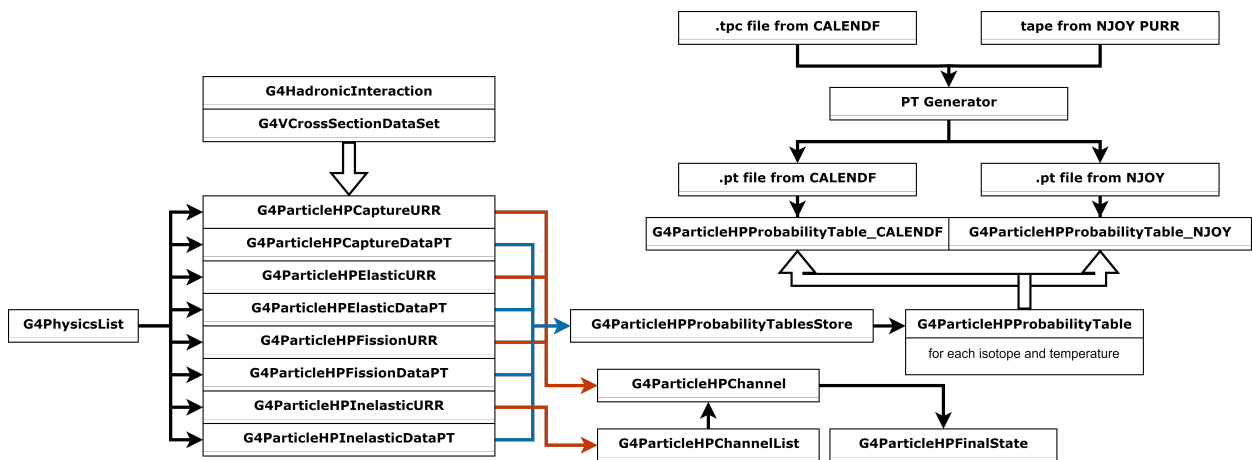 .tpc file from CALENDF
tape from NJOY PURR
G4HadronicInteraction
G4VCrossSectionDataSet
PT Generator
.pt file from CALENDF
.pt file from NJOY
G4ParticleHPCaptureURR
G4ParticleHPCaptureDataPT
G4ParticleHPElasticURR
G4ParticleHPElasticDataPT
G4ParticleHPFissionURR
G4ParticleHPFissionDataPT
G4ParticleHPInelasticURR
G4ParticleHPInelasticDataPT
G4ParticleHPProbabilityTable_CALENDF
G4ParticleHPProbabilityTable_NJOY
G4PhysicsList
G4ParticleHPProbabilityTablesStore
G4ParticleHPProbabilityTable
for each isotope and temperature
G4ParticleHPChannel
G4ParticleHPChannelList
G4ParticleHPFinalState